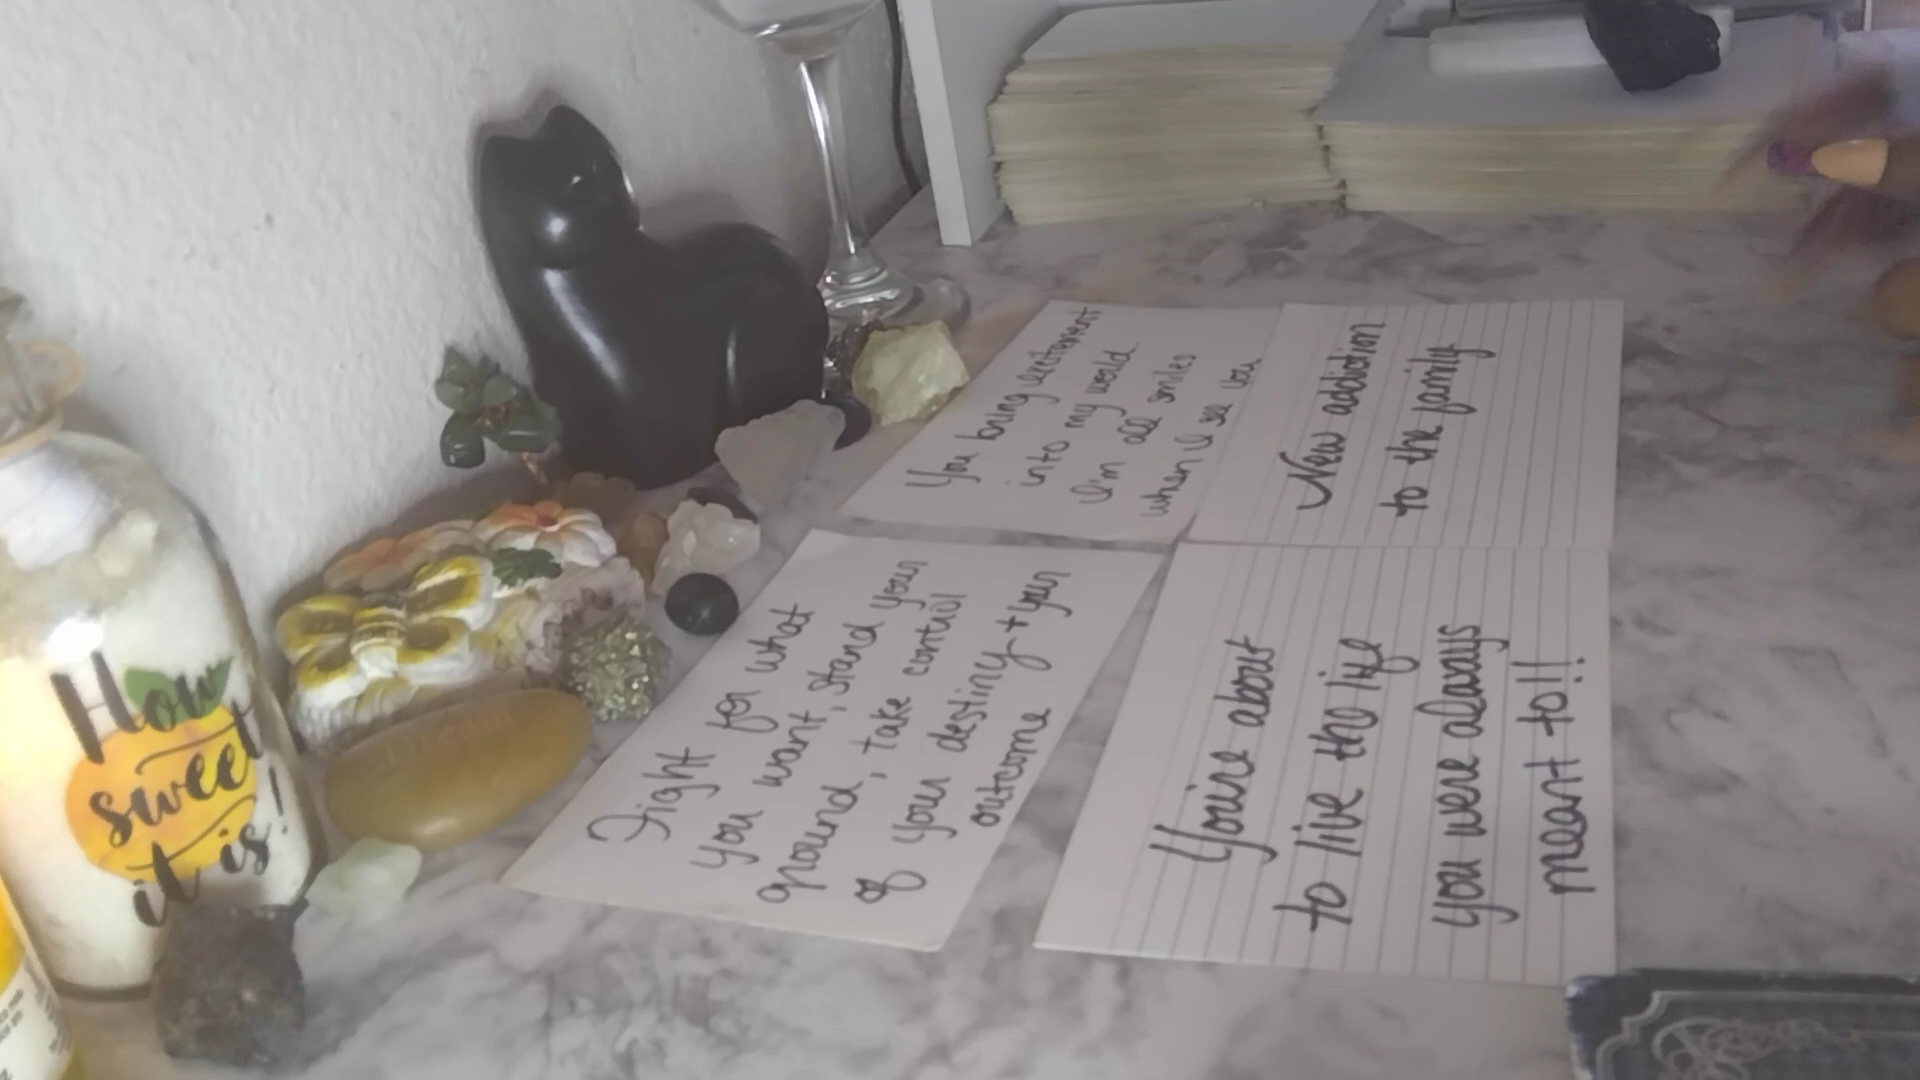 You bring excitement
into my world.
I'm all smiles
when I see you
New addiction
to the family
Fight for what
you want, stand your
ground, take control
of your destiny + your
outcome
You're about
to live the life
you were always
meant to!!
How
sweet
it is!
Dream